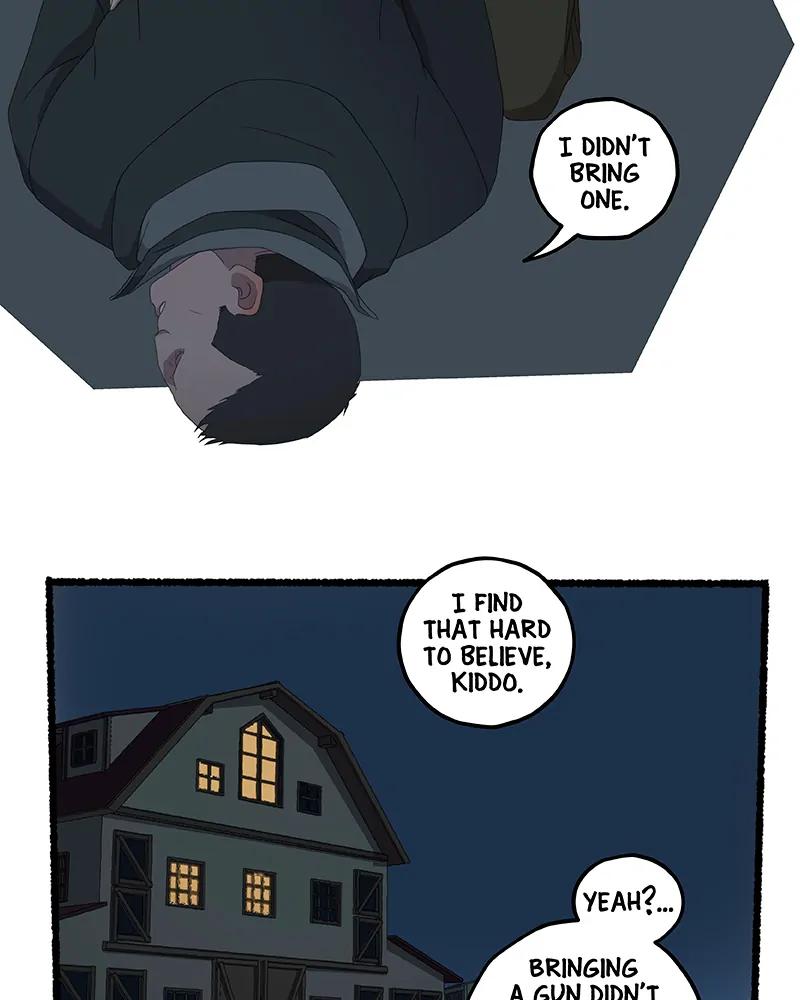 I DIDN'T
BRING
ONE.
I FIND
THAT HARD
TO BELIEVE,
KIDDO.
YEAH?...
BRINGING
A GUN DIDN'T